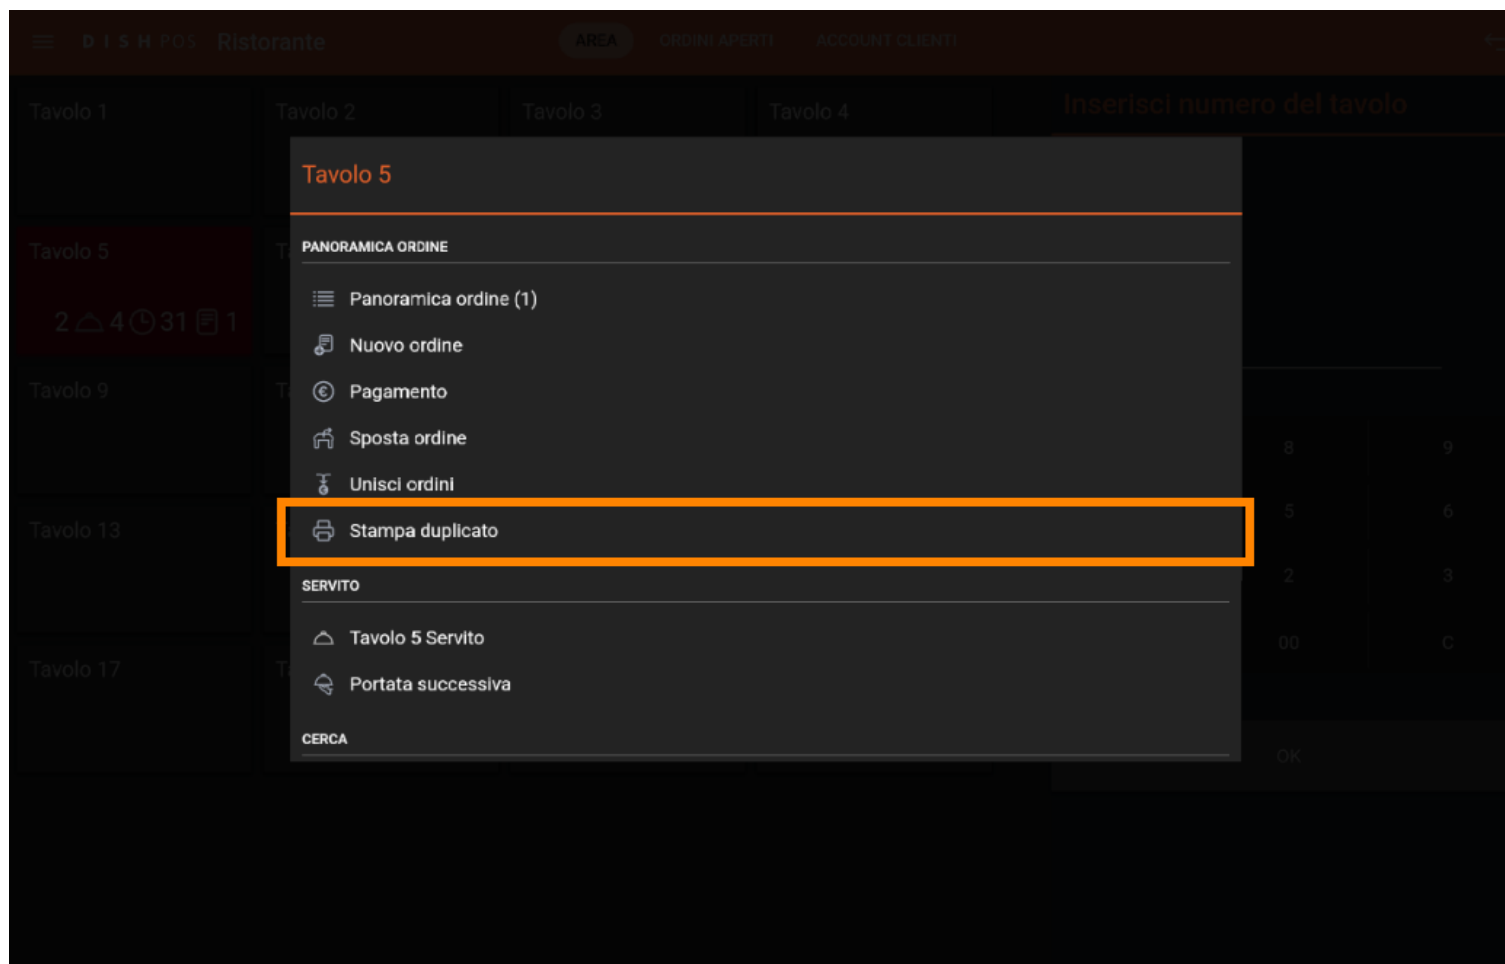 DISH POS Ristorante AREA ORDINI APERTI ACCOUNT CLIENTI
Tavolo 1 Tavolo 2 Tavolo 3 Tavolo 4 Inserisci numero del tavolo
Tavolo 5
PANORAMICA ORDINE
Tavolo 5
Panoramica ordine (1)
2 4 31 1
Nuovo ordine
Tavolo 9
Pagamento
Sposta ordine
8 9
Unisci ordini
5 6
Tavolo 13
Stampa duplicato
2 3
SERVITO
Tavolo 5 Servito
00 C
Tavolo 17
Portata successiva
CERCA
OK